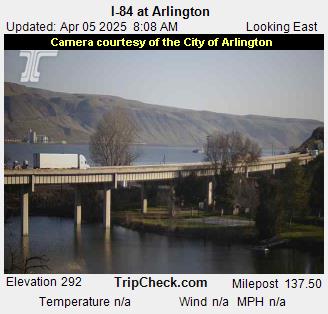 I-84 at Arlington
Updated: Apr 05 2025 8:08 AM Looking East
Camera courtesy of the City of Arlington
Elevation 292 TripCheck.com Milepost 137.50
Temperature n/a Wind n/a MPH n/a